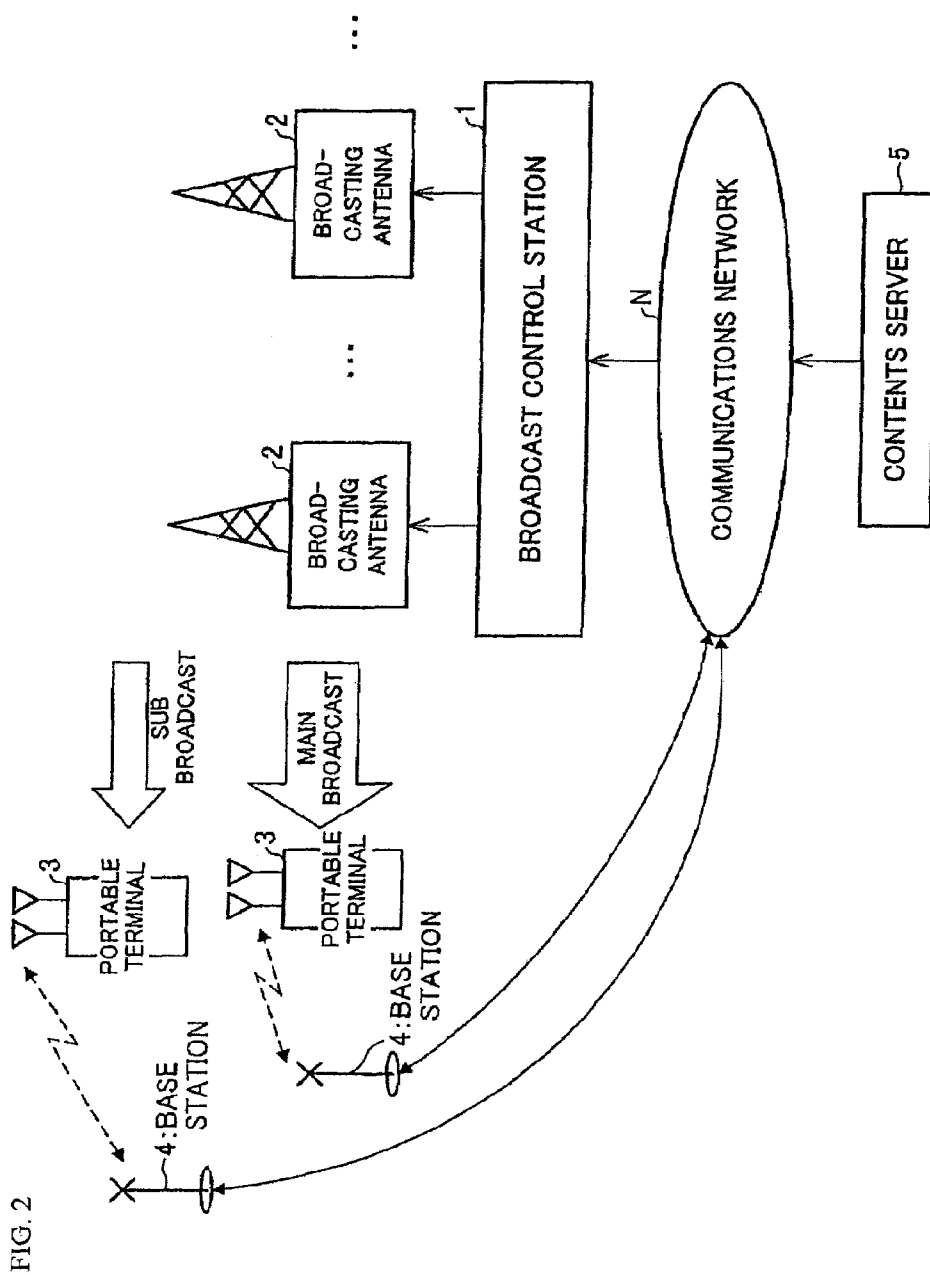 FIG. 2
SUB
BROADCAST
MAIN
BROADCAST
3
PORTABLE
TERMINAL
3
PORTABLE
TERMINAL
4:BASE
STATION
4:BASE
STATION
2
BROAD-
CASTING
ANTENNA
...
2
BROAD-
CASTING
ANTENNA
...
1
BROADCAST CONTROL STATION
N
COMMUNICATIONS NETWORK
5
CONTENTS SERVER